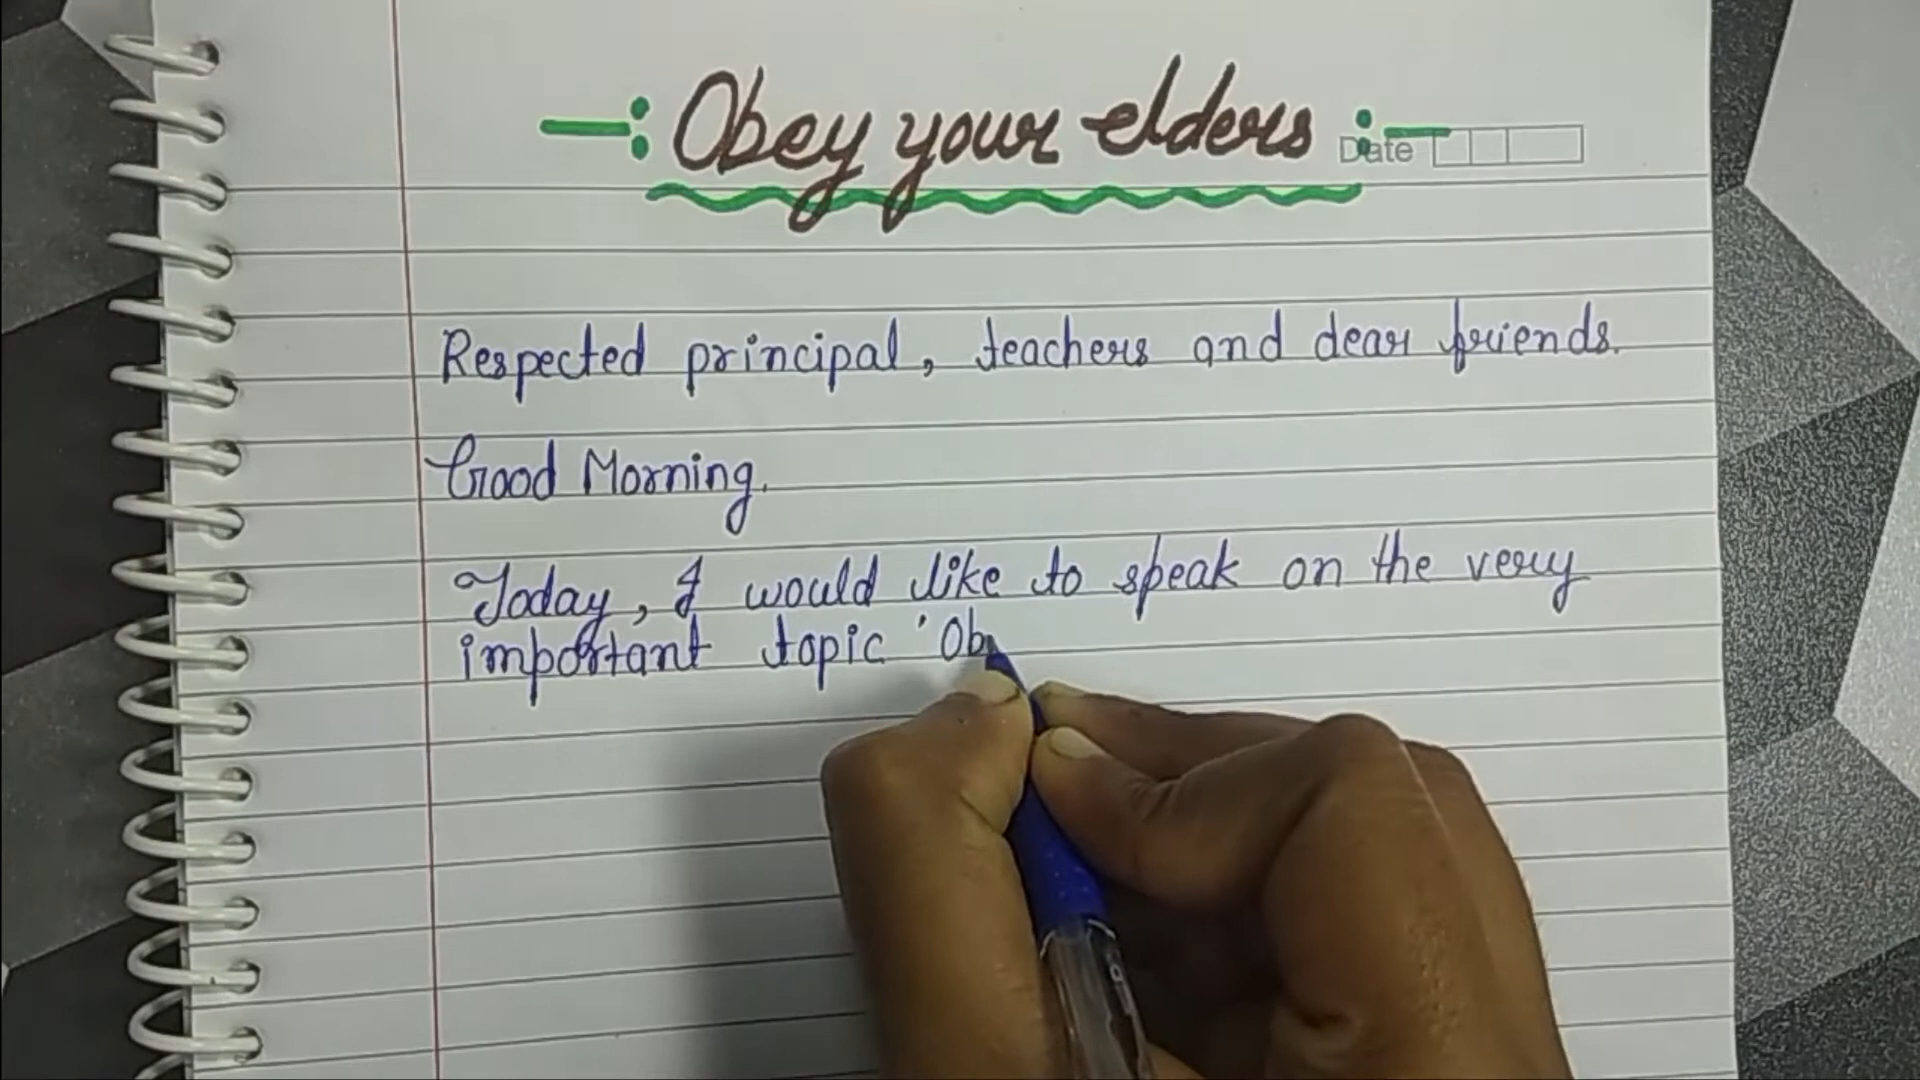 -: Obey your elders :-
Date
Respected principal, teachers and dear friends.
Good Morning.
Today, I would like to speak on the very
important topic 'Ob